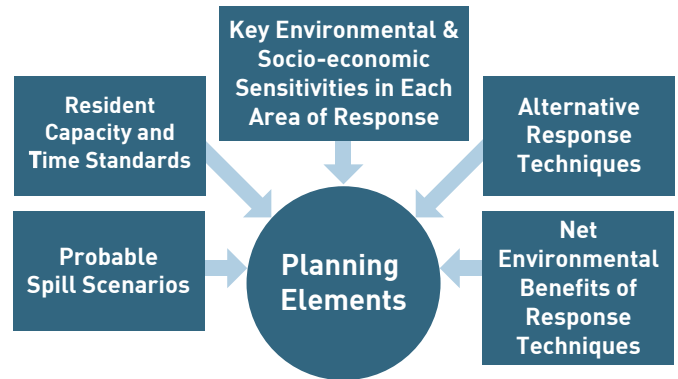 Key Environmental &
Socio-economic
Sensitivities in Each
Area of Response
Resident
Capacity and
Time Standards
Alternative
Response
Techniques
Probable
Spill Scenarios
Planning
Elements
Net
Environmental
Benefits of
Response
Techniques